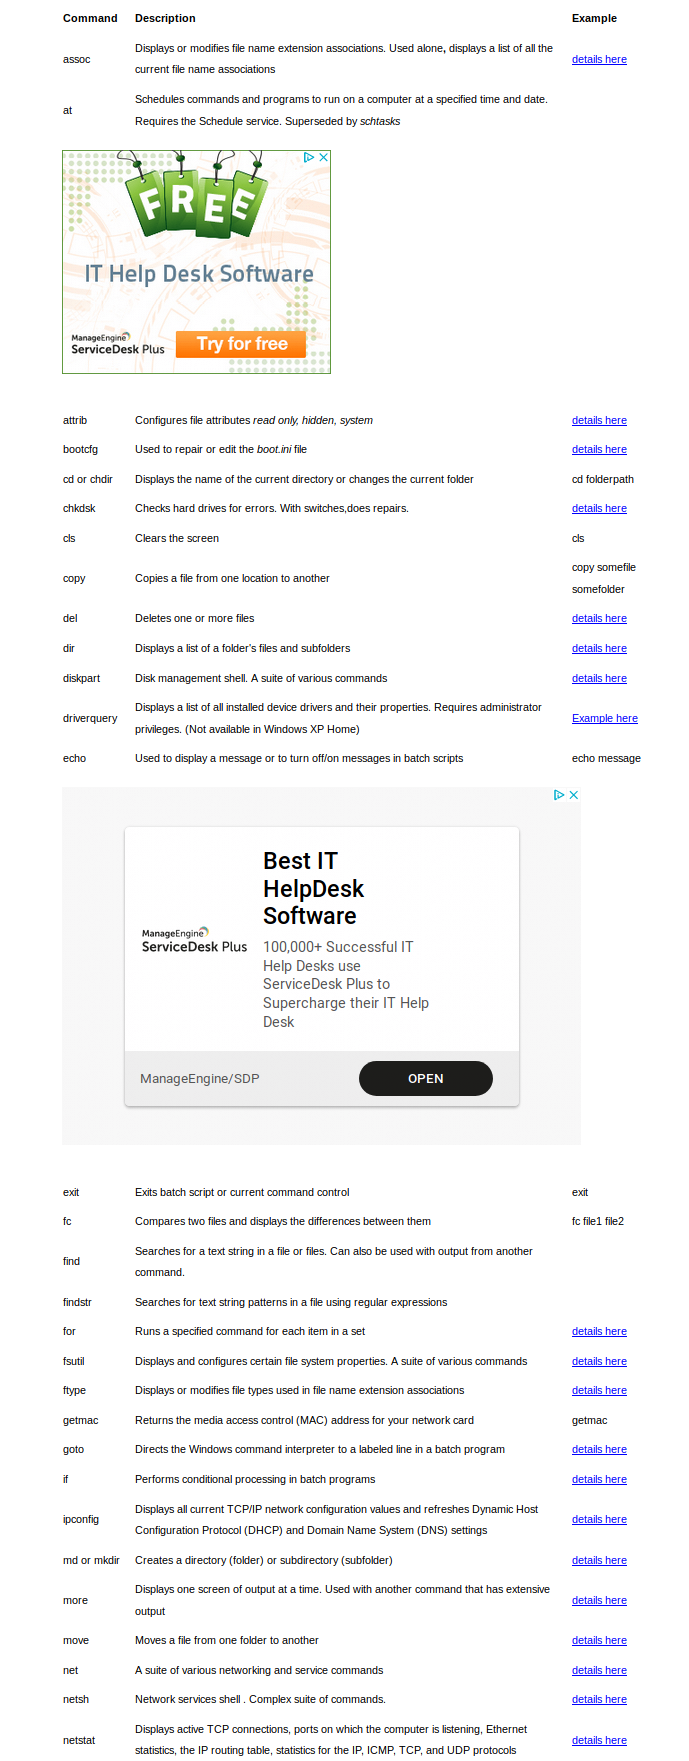 Command Description Example
assoc Displays or modifies file name extension associations. Used alone, displays a list of all the current file name associations details here
at Schedules commands and programs to run on a computer at a specified time and date. Requires the Schedule service. Superseded by schtasks
FREE
IT Help Desk Software
ManageEngine
ServiceDesk Plus
Try for free
attrib Configures file attributes read only, hidden, system details here
bootcfg Used to repair or edit the boot.ini file details here
cd or chdir Displays the name of the current directory or changes the current folder cd folderpath
chkdsk Checks hard drives for errors. With switches,does repairs. details here
cls Clears the screen cls
copy Copies a file from one location to another copy somefile somefolder
del Deletes one or more files details here
dir Displays a list of a folder's files and subfolders details here
diskpart Disk management shell. A suite of various commands details here
driverquery Displays a list of all installed device drivers and their properties. Requires administrator privileges. (Not available in Windows XP Home) Example here
echo Used to display a message or to turn off/on messages in batch scripts echo message
Best IT
HelpDesk
Software
ManageEngine
ServiceDesk Plus
100,000+ Successful IT
Help Desks use
ServiceDesk Plus to
Supercharge their IT Help
Desk
ManageEngine/SDP OPEN
exit Exits batch script or current command control exit
fc Compares two files and displays the differences between them fc file1 file2
find Searches for a text string in a file or files. Can also be used with output from another command.
findstr Searches for text string patterns in a file using regular expressions
for Runs a specified command for each item in a set details here
fsutil Displays and configures certain file system properties. A suite of various commands details here
ftype Displays or modifies file types used in file name extension associations details here
getmac Returns the media access control (MAC) address for your network card getmac
goto Directs the Windows command interpreter to a labeled line in a batch program details here
if Performs conditional processing in batch programs details here
ipconfig Displays all current TCP/IP network configuration values and refreshes Dynamic Host Configuration Protocol (DHCP) and Domain Name System (DNS) settings details here
md or mkdir Creates a directory (folder) or subdirectory (subfolder) details here
more Displays one screen of output at a time. Used with another command that has extensive output details here
move Moves a file from one folder to another details here
net A suite of various networking and service commands details here
netsh Network services shell . Complex suite of commands. details here
netstat Displays active TCP connections, ports on which the computer is listening, Ethernet statistics, the IP routing table, statistics for the IP, ICMP, TCP, and UDP protocols details here